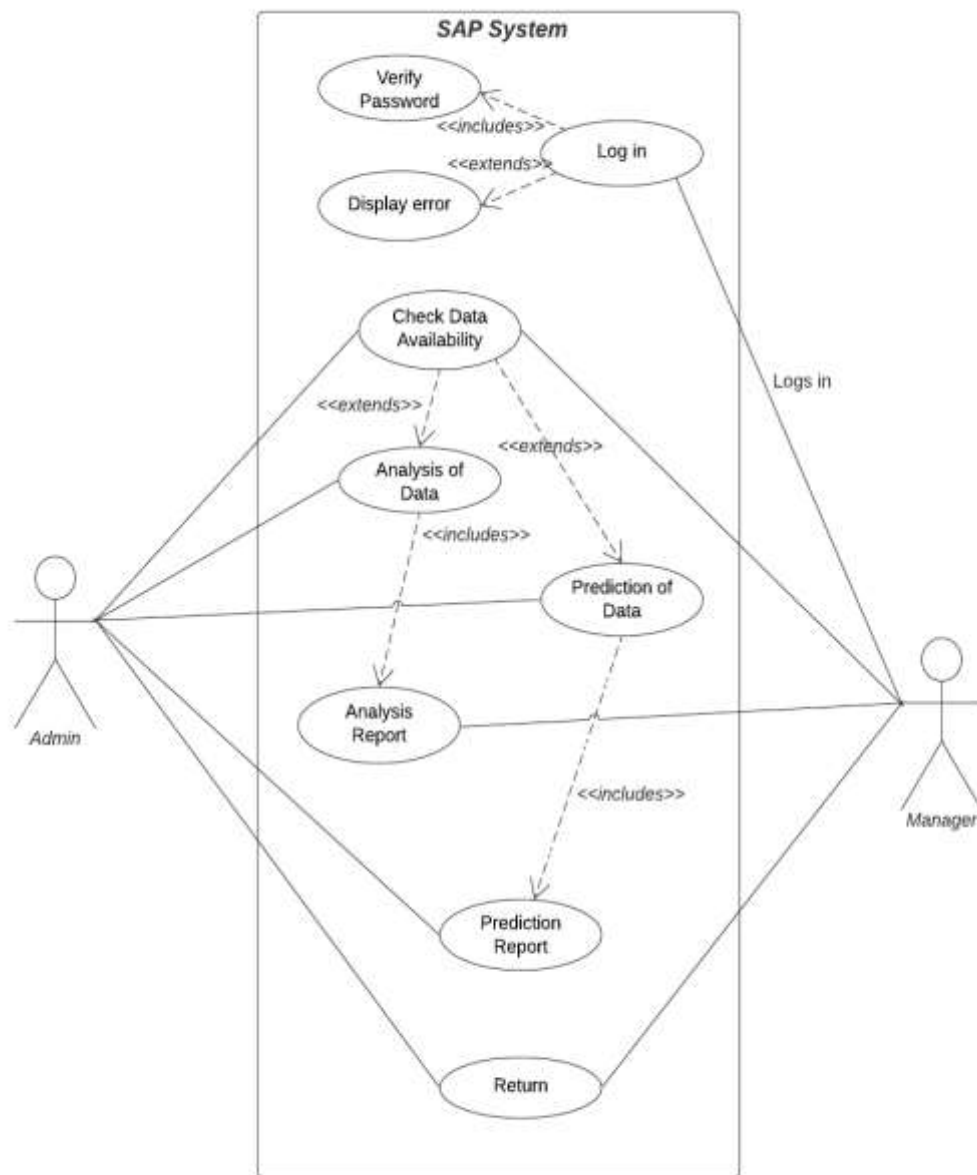 SAP System
Verify
Password
<<includes>>
Log in
<<extends>>
Display error
Check Data
Availability
Logs in
<<extends>>
<<extends>>
Analysis of
Data
<<includes>>
Prediction of
Data
Analysis
Report
Admin
<<includes>>
Manager
Prediction
Report
Return